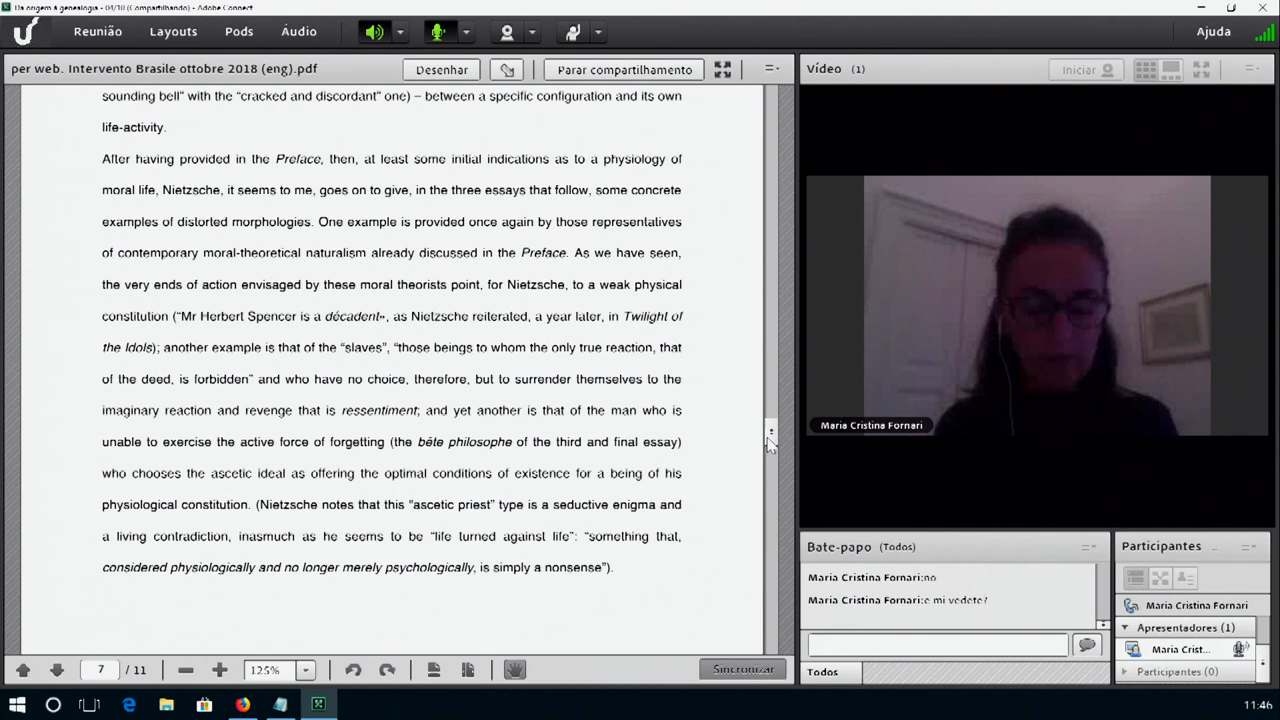 Da origem à genealogia - 04/10 (Compartilhando) - Adobe Connect
Reunião Layouts Pods Áudio Ajuda
per web. Intervento Brasile ottobre 2018 (eng).pdf
Desenhar
Parar compartilhamento
sounding bell” with the “cracked and discordant” one) – between a specific configuration and its own
life-activity.
After having provided in the Preface, then, at least some initial indications as to a physiology of
moral life, Nietzsche, it seems to me, goes on to give, in the three essays that follow, some concrete
examples of distorted morphologies. One example is provided once again by those representatives
of contemporary moral-theoretical naturalism already discussed in the Preface. As we have seen,
the very ends of action envisaged by these moral theorists point, for Nietzsche, to a weak physical
constitution (“Mr Herbert Spencer is a décadent», as Nietzsche reiterated, a year later, in Twilight of
the Idols); another example is that of the “slaves”, “those beings to whom the only true reaction, that
of the deed, is forbidden” and who have no choice, therefore, but to surrender themselves to the
imaginary reaction and revenge that is ressentiment; and yet another is that of the man who is
unable to exercise the active force of forgetting (the bête philosophe of the third and final essay)
who chooses the ascetic ideal as offering the optimal conditions of existence for a being of his
physiological constitution. (Nietzsche notes that this “ascetic priest” type is a seductive enigma and
a living contradiction, inasmuch as he seems to be “life turned against life”: “something that,
considered physiologically and no longer merely psychologically, is simply a nonsense”).
7 / 11
125%
Sincronizar
Vídeo (1)
Iniciar
Maria Cristina Fornari
Bate-papo (Todos)
Maria Cristina Fornari:no
Maria Cristina Fornari:e mi vedete?
Todos
Participantes ...
Maria Cristina Fornari
Apresentadores (1)
Maria Crist...
Participantes (0)
11:46